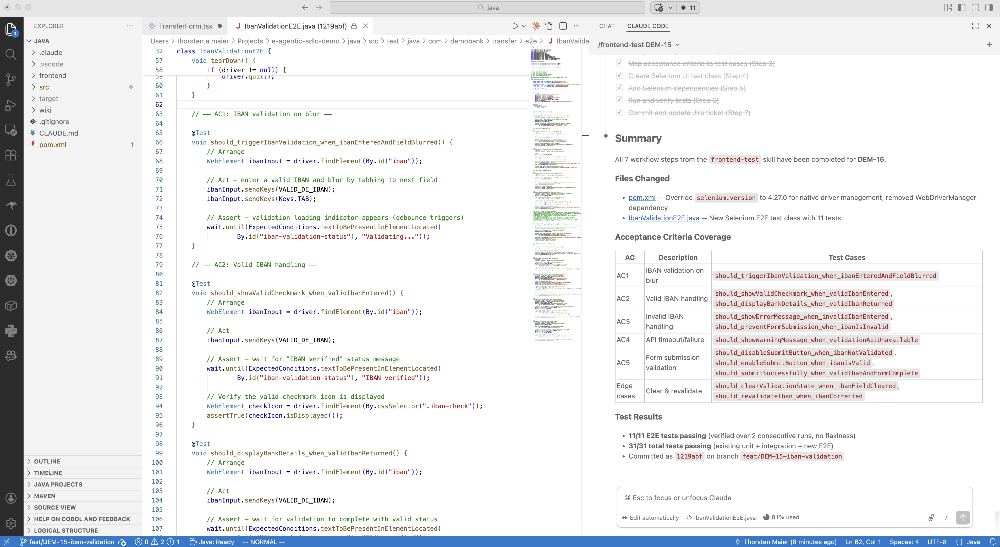 java
11
EXPLORER
JAVA
.claude
.vscode
frontend
src
target
wiki
.gitignore
CLAUDE.md
pom.xml 1
OUTLINE
TIMELINE
JAVA PROJECTS
MAVEN
SOURCE VIEW
HELP ON COBOL AND FEEDBACK
LOGICAL STRUCTURE
1
TransferForm.tsx
IbanValidationE2E.java (1219abf)
Users > thorsten.a.maier > Projects > e-agentic-sdlc-demo > java > src > test > java > com > demobank > transfer > e2e > IbanValida
32 class IbanValidationE2E {
57 void tearDown() {
58 if (driver != null) {
59 driver.quit();
60 }
61 }
62
63 // —— AC1: IBAN validation on blur ——
64
65 @Test
66 void should_triggerIbanValidation_when_ibanEnteredAndFieldBlurred() {
67 // Arrange
68 WebElement ibanInput = driver.findElement(By.id("iban"));
69
70 // Act — enter a valid IBAN and blur by tabbing to next field
71 ibanInput.sendKeys(VALID_DE_IBAN);
72 ibanInput.sendKeys(Keys.TAB);
73
74 // Assert — validation loading indicator appears (debounce triggers)
75 wait.until(ExpectedConditions.textToBePresentInElementLocated(
76 By.id("iban-validation-status"), "Validating..."));
77 }
78
79 // —— AC2: Valid IBAN handling ——
80
81 @Test
82 void should_showValidCheckmark_when_validIbanEntered() {
83 // Arrange
84 WebElement ibanInput = driver.findElement(By.id("iban"));
85
86 // Act
87 ibanInput.sendKeys(VALID_DE_IBAN);
88
89 // Assert — wait for "IBAN verified" status message
90 wait.until(ExpectedConditions.textToBePresentInElementLocated(
91 By.id("iban-validation-status"), "IBAN verified"));
92
93 // Verify the valid checkmark icon is displayed
94 WebElement checkIcon = driver.findElement(By.cssSelector(".iban-check"));
95 assertTrue(checkIcon.isDisplayed());
96 }
97
98 @Test
99 void should_displayBankDetails_when_validIbanReturned() {
100 // Arrange
101 WebElement ibanInput = driver.findElement(By.id("iban"));
102
103 // Act
104 ibanInput.sendKeys(VALID_DE_IBAN);
105
106 // Assert — wait for validation to complete with valid status
107 wait.until(ExpectedConditions.textToBePresentInElementLocated(
CHAT
CLAUDE CODE
/frontend-test DEM-15
Map acceptance criteria to test cases (Step 3)
Create Selenium UI test class (Step 4)
Add Selenium dependencies (Step 5)
Run and verify tests (Step 6)
Commit and update Jira ticket (Step 7)
Summary
All 7 workflow steps from the frontend-test skill have been completed for DEM-15.
Files Changed
• pom.xml — Override selenium.version to 4.27.0 for native driver management, removed WebDriverManager
dependency
• IbanValidationE2E.java — New Selenium E2E test class with 11 tests
Acceptance Criteria Coverage
AC Description Test Cases
AC1 IBAN validation on blur should_triggerIbanValidation_when_ibanEnteredAndFieldBlurred
AC2 Valid IBAN handling should_showValidCheckmark_when_validIbanEntered,
should_displayBankDetails_when_validIbanReturned
AC3 Invalid IBAN handling should_showErrorMessage_when_invalidIbanEntered,
should_preventFormSubmission_when_ibanIsInvalid
AC4 API timeout/failure should_showWarningMessage_when_validationApiUnavailable
AC5 Form submission validation should_disableSubmitButton_when_ibanNotValidated,
should_enableSubmitButton_when_ibanIsValid,
should_submitSuccessfully_when_validIbanAndFormComplete
Edge cases Clear & revalidate should_clearValidationState_when_ibanFieldCleared,
should_revalidateIban_when_ibanCorrected
Test Results
• 11/11 E2E tests passing (verified over 2 consecutive runs, no flakiness)
• 31/31 total tests passing (existing unit + integration + new E2E)
• Committed as 1219abf on branch feat/DEM-15-iban-validation
⌘ Esc to focus or unfocus Claude
Edit automatically </> IbanValidationE2E.java 81% used /
feat/DEM-15-iban-validation 0 2 1 Java: Ready -- NORMAL -- Thorsten Maier (8 minutes ago) Ln 62, Col 1 Spaces: 4 UTF-8 {} Java